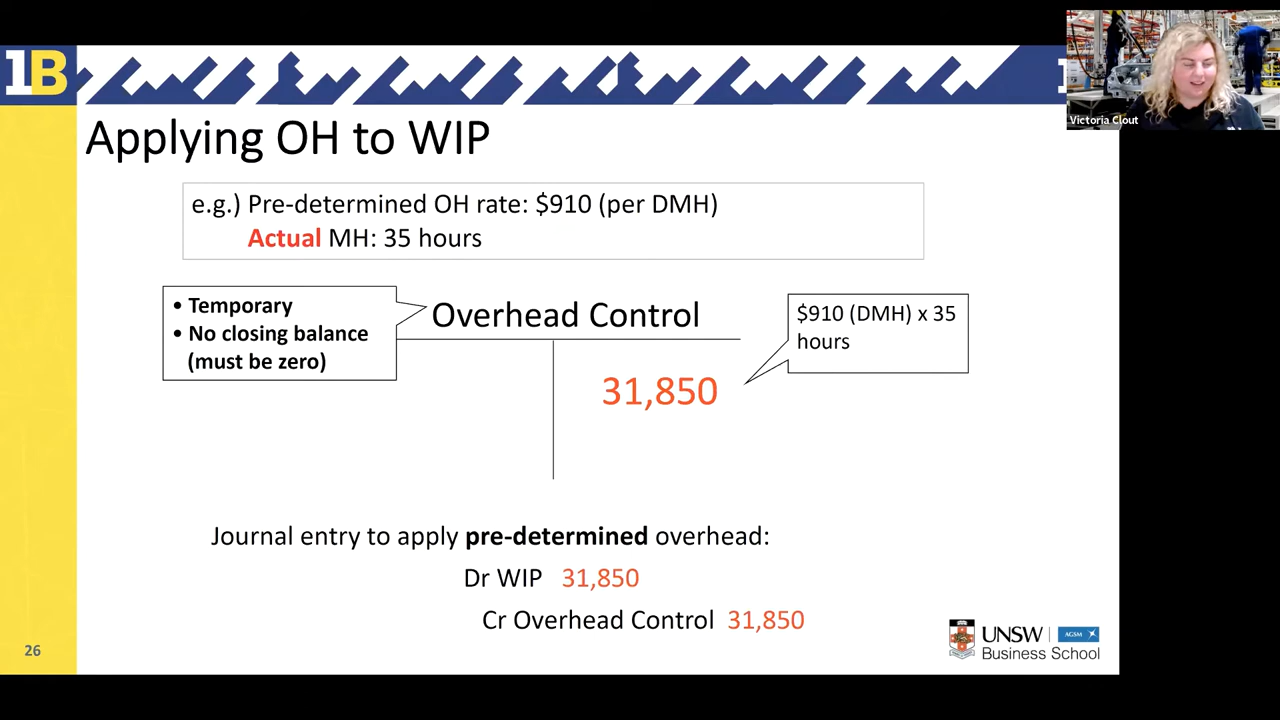 1B
1
Victoria Clout
Applying OH to WIP
e.g.) Pre-determined OH rate: $910 (per DMH)
Actual MH: 35 hours
• Temporary
• No closing balance
(must be zero)
Overhead Control
$910 (DMH) x 35
hours
31,850
Journal entry to apply pre-determined overhead:
Dr WIP 31,850
Cr Overhead Control 31,850
26
UNSW
AGSM
Business School